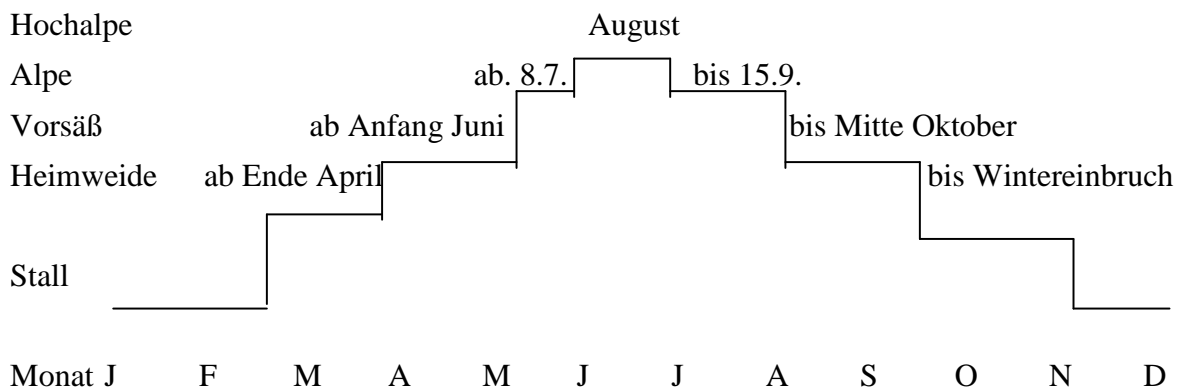 Hochalpe August
Alpe ab. 8.7. bis 15.9.
Vorsäß ab Anfang Juni bis Mitte Oktober
Heimweide ab Ende April bis Wintereinbruch
Stall
Monat J F M A M J J A S O N D